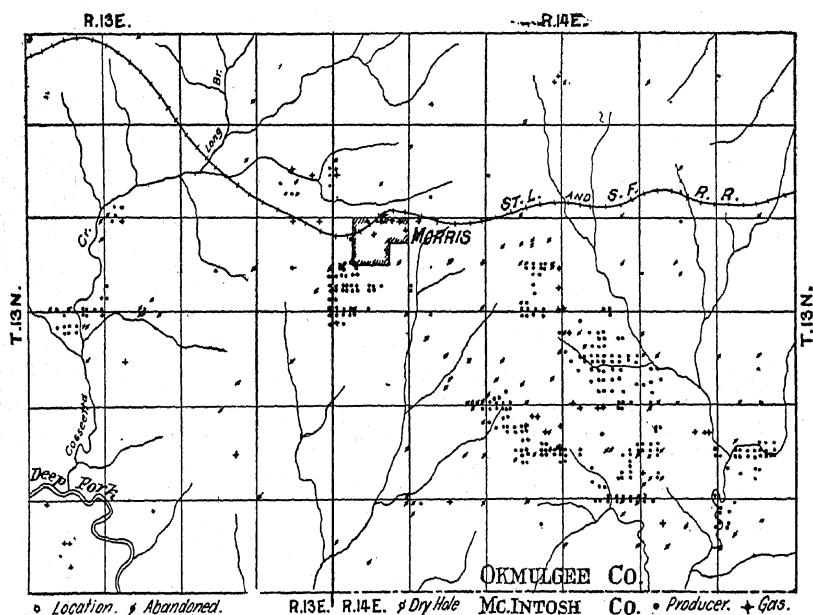 R.13E. R.14E.
Long Br.
ST.L. AND S.F. R.R.
MORRIS
Cr.
T.13N. T.13N.
Coeseetta
Deep Fork
OKMULGEE CO.
○ Location. Abandoned. R.13E. R.14E. Dry Hole MC.INTOSH CO. • Producer. Gas.